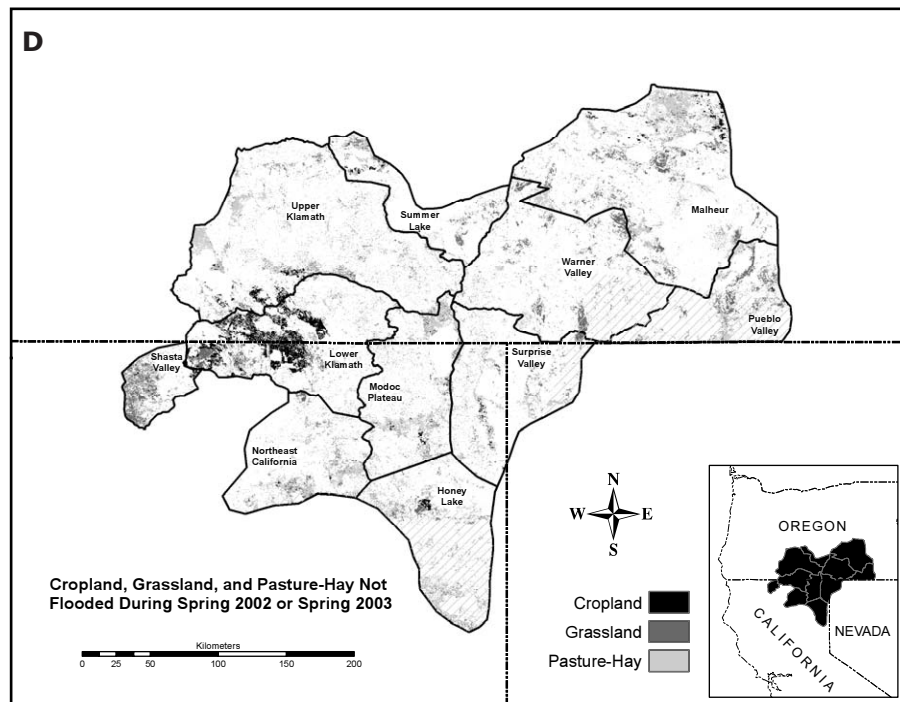 D
Upper
Klamath
Summer
Lake
Malheur
Warner
Valley
Pueblo
Valley
Shasta
Valley
Lower
Klamath
Surprise
Valley
Modoc
Plateau
Northeast
California
Honey
Lake
N
W E
S
OREGON
CALIFORNIA
NEVADA
Cropland, Grassland, and Pasture-Hay Not
Flooded During Spring 2002 or Spring 2003
Cropland
Grassland
Pasture-Hay
Kilometers
0 25 50 100 150 200